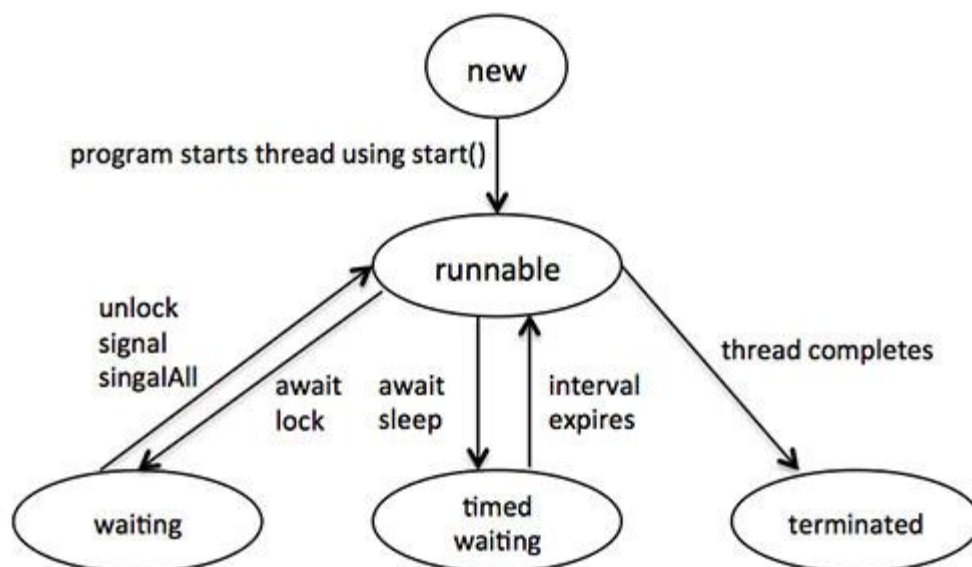 new
program starts thread using start()
runnable
unlock
signal
singalAll
await
lock
await
sleep
interval
expires
thread completes
waiting
timed
waiting
terminated